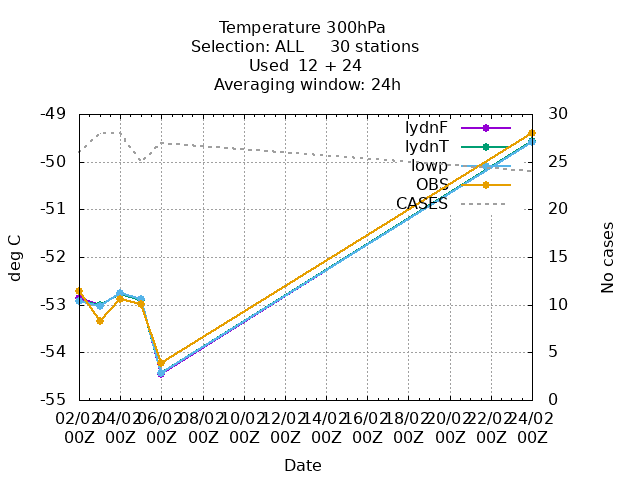 Temperature 300hPa
Selection: ALL     30 stations
Used  12 + 24
Averaging window: 24h
-49
-50
-51
-52
-53
-54
-55
deg C
30
25
20
15
10
5
0
No cases
lydnF
lydnT
lowp
OBS
CASES
02/02 04/02 06/02 08/02 10/02 12/02 14/02 16/02 18/02 20/02 22/02 24/02
00Z 00Z 00Z 00Z 00Z 00Z 00Z 00Z 00Z 00Z 00Z 00Z
Date